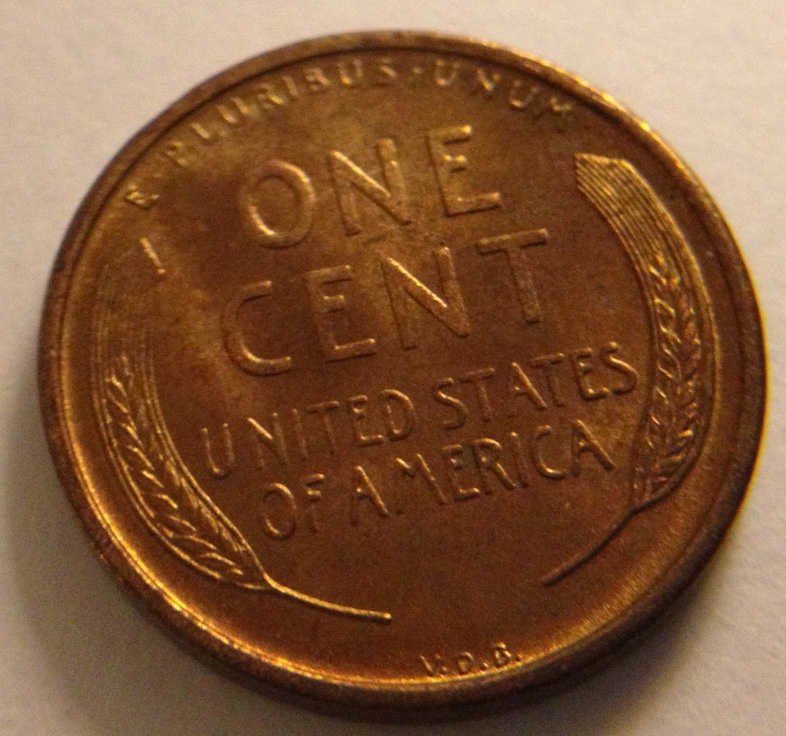 E·PLURIBUS·UNUM
ONE
CENT
UNITED STATES
OF AMERICA
V.D.B.